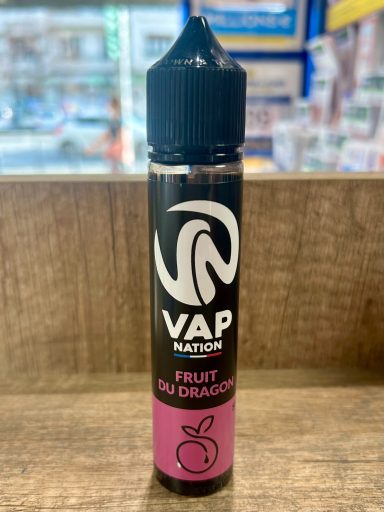 VAP
NATION
FRUIT
DU DRAGON